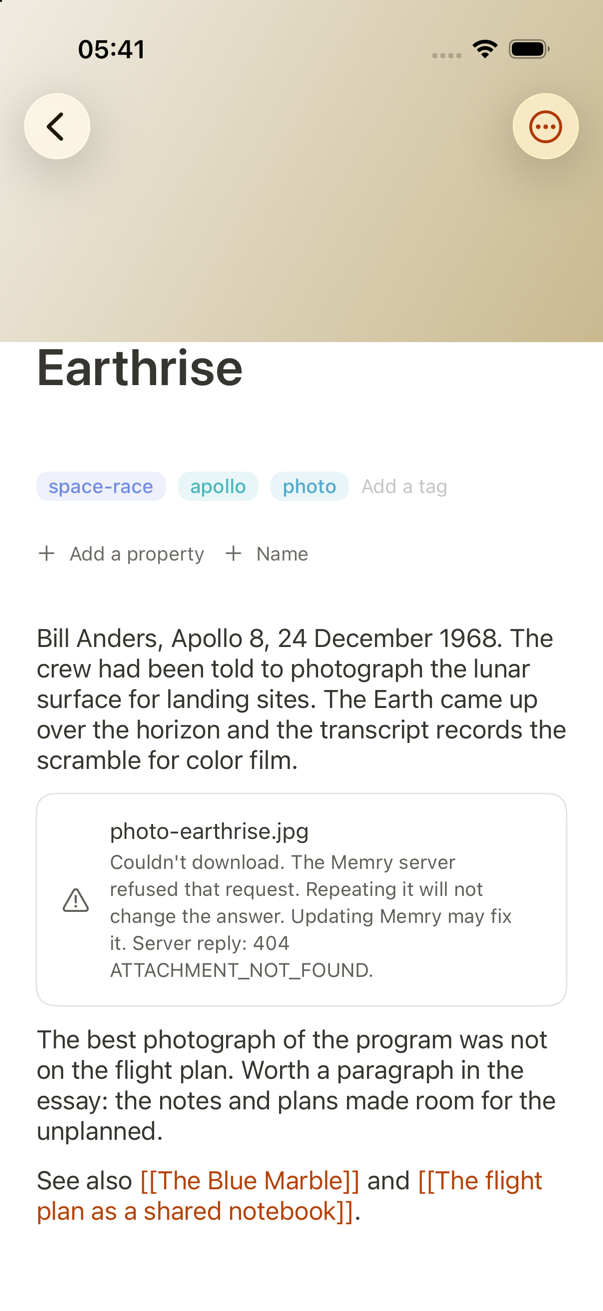 05:41
Earthrise
space-race apollo photo Add a tag
+ Add a property + Name
Bill Anders, Apollo 8, 24 December 1968. The
crew had been told to photograph the lunar
surface for landing sites. The Earth came up
over the horizon and the transcript records the
scramble for color film.
photo-earthrise.jpg
Couldn't download. The Memry server
refused that request. Repeating it will not
change the answer. Updating Memry may fix
it. Server reply: 404
ATTACHMENT_NOT_FOUND.
The best photograph of the program was not
on the flight plan. Worth a paragraph in the
essay: the notes and plans made room for the
unplanned.
See also [[The Blue Marble]] and [[The flight
plan as a shared notebook]].